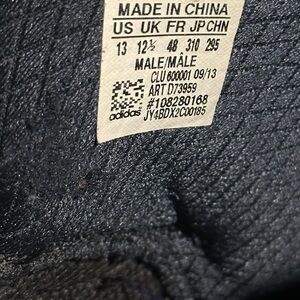 MADE IN CHINA
US UK FR JP CHN
13 12½ 48 310 295
MALE/MÂLE
CLU 600001 09/13
ART D73959
#108280168
adidas JY4BDX2C00185